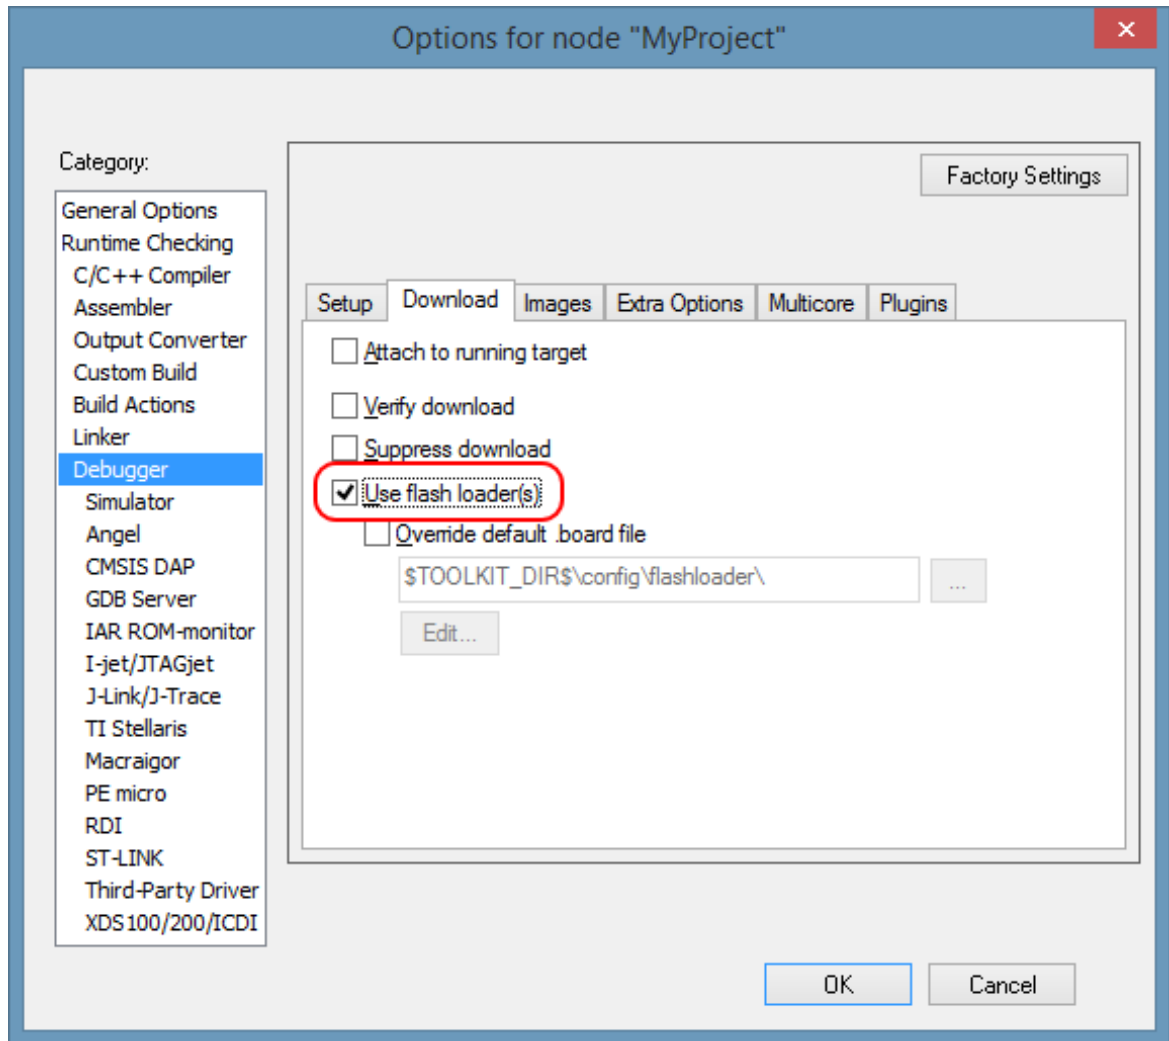 Options for node "MyProject"
Category:
General Options
Runtime Checking
C/C++ Compiler
Assembler
Output Converter
Custom Build
Build Actions
Linker
Debugger
Simulator
Angel
CMSIS DAP
GDB Server
IAR ROM-monitor
I-jet/JTAGjet
J-Link/J-Trace
TI Stellaris
Macraigor
PE micro
RDI
ST-LINK
Third-Party Driver
XDS100/200/ICDI
Factory Settings
Setup Download Images Extra Options Multicore Plugins
Attach to running target
Verify download
Suppress download
Use flash loader(s)
Override default .board file
$TOOLKIT_DIR$\config\flashloader\
...
Edit...
OK Cancel